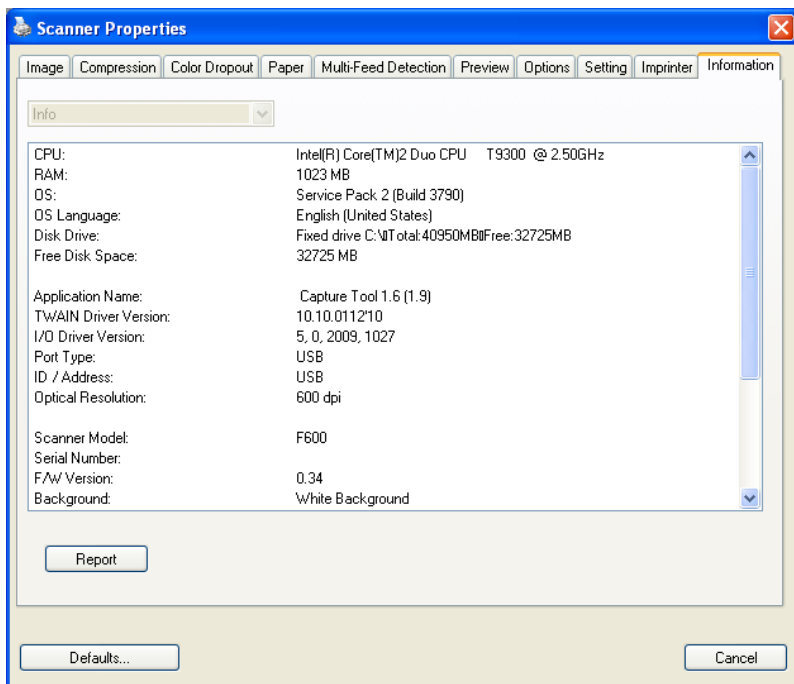 Scanner Properties
Image Compression Color Dropout Paper Multi-Feed Detection Preview Options Setting Imprinter Information
Info
CPU: Intel(R) Core(TM)2 Duo CPU T9300 @ 2.50GHz
RAM: 1023 MB
OS: Service Pack 2 (Build 3790)
OS Language: English (United States)
Disk Drive: Fixed drive C:\▯Total:40950MB▯Free:32725MB
Free Disk Space: 32725 MB
Application Name: Capture Tool 1.6 (1.9)
TWAIN Driver Version: 10.10.0112'10
I/O Driver Version: 5, 0, 2009, 1027
Port Type: USB
ID / Address: USB
Optical Resolution: 600 dpi
Scanner Model: F600
Serial Number:
F/W Version: 0.34
Background: White Background
Report
Defaults... Cancel